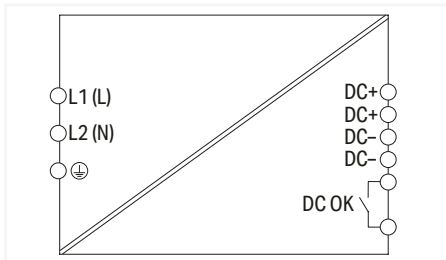 L1 (L)
L2 (N)
DC+
DC+
DC–
DC–
DC OK